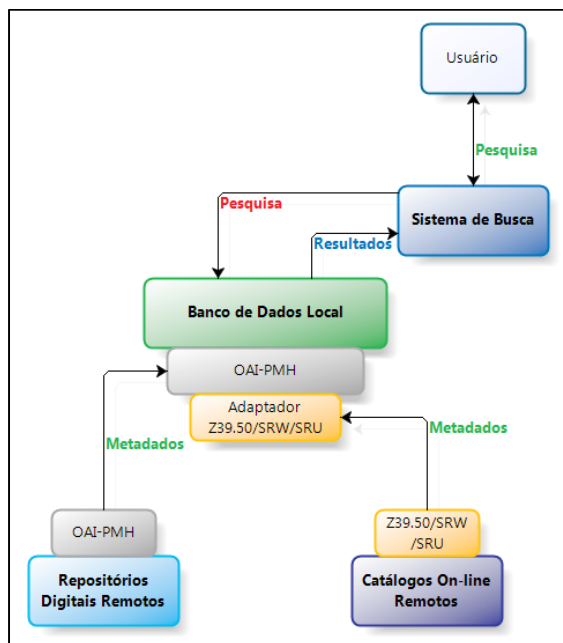 Usuário
Pesquisa
Sistema de Busca
Pesquisa
Resultados
Banco de Dados Local
OAI-PMH
Adaptador
Z39.50/SRW/SRU
Metadados
Metadados
OAI-PMH
Repositórios
Digitais Remotos
Z39.50/SRW
/SRU
Catálogos On-line
Remotos